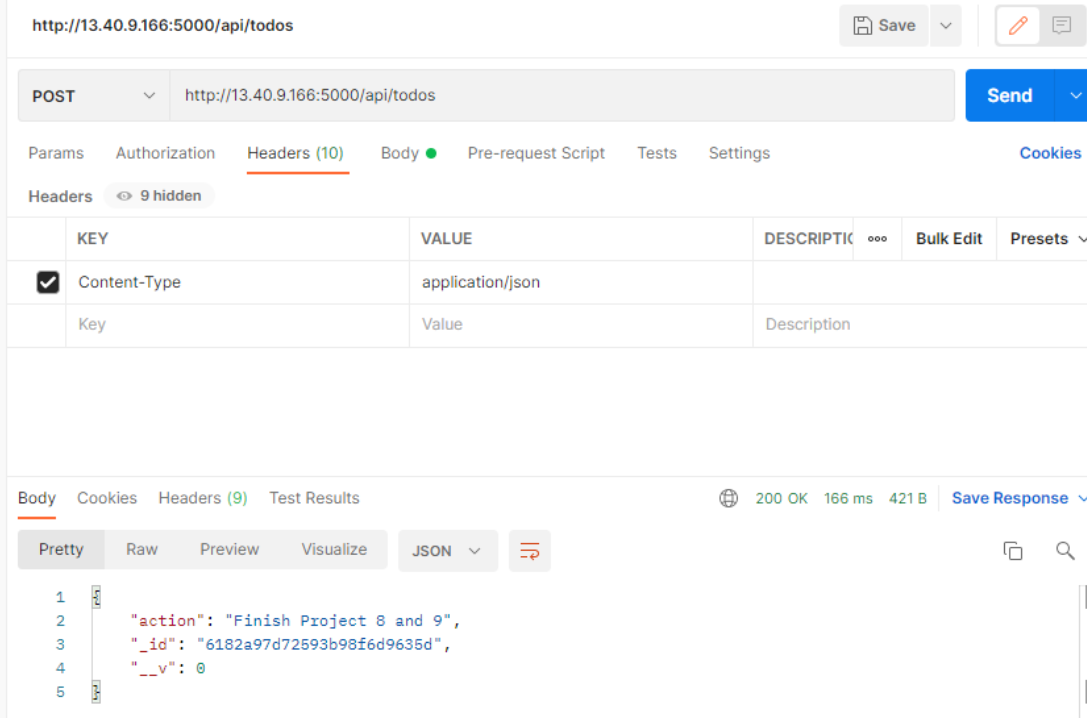 http://13.40.9.166:5000/api/todos Save
POST http://13.40.9.166:5000/api/todos Send
Params Authorization Headers (10) Body Pre-request Script Tests Settings Cookies
Headers 9 hidden
KEY VALUE DESCRIPTIO ooo Bulk Edit Presets
Content-Type application/json
Key Value Description
Body Cookies Headers (9) Test Results 200 OK 166 ms 421 B Save Response
Pretty Raw Preview Visualize JSON
1 {
2 "action": "Finish Project 8 and 9",
3 "_id": "6182a97d72593b98f6d9635d",
4 "__v": 0
5 }